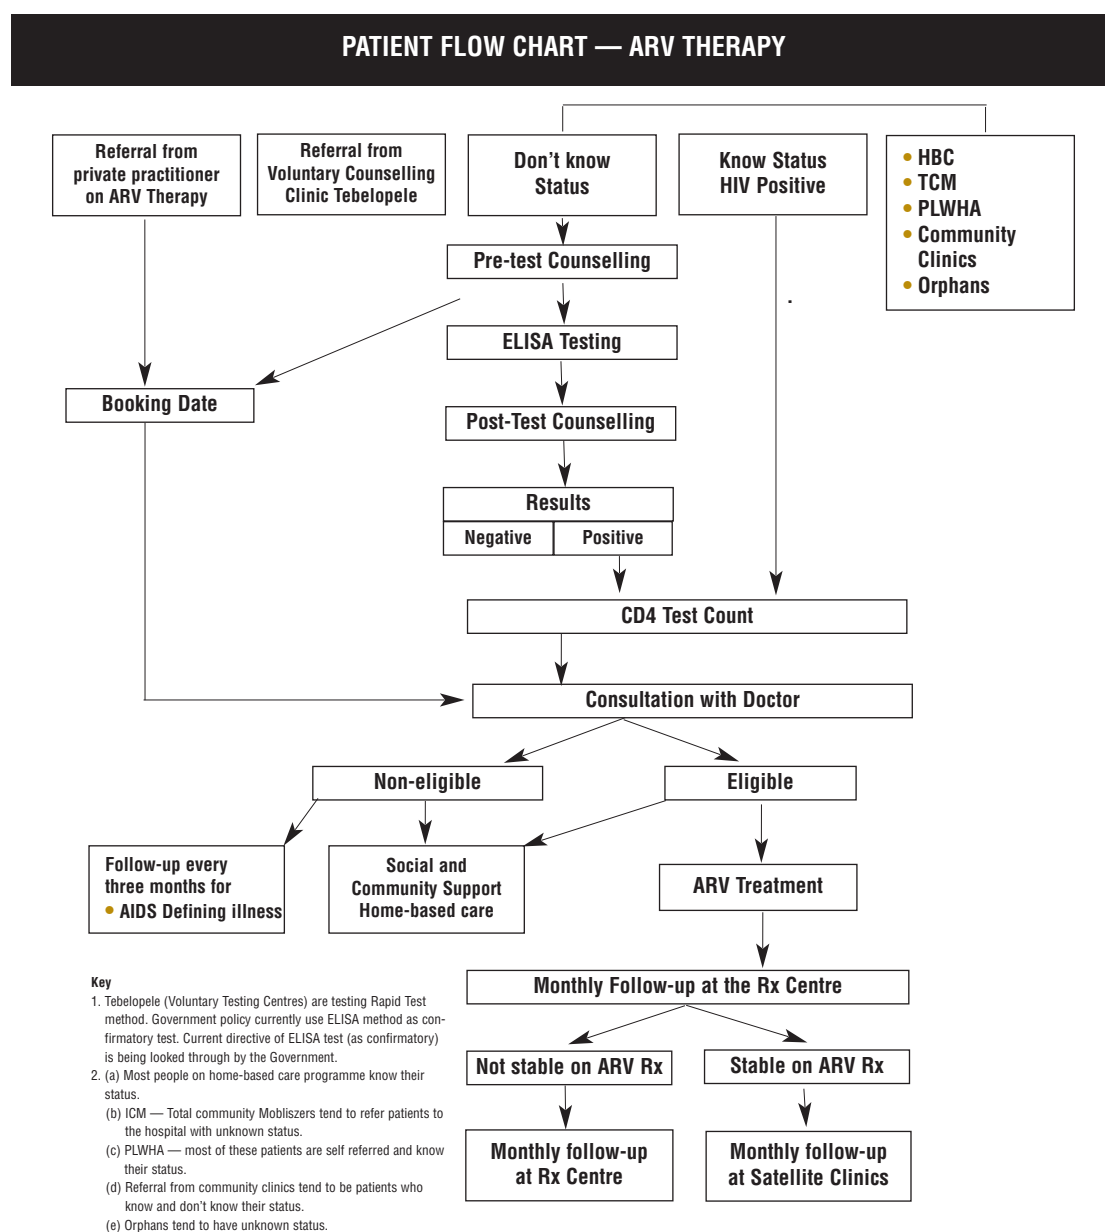 PATIENT FLOW CHART — ARV THERAPY
Referral from
private practitioner
on ARV Therapy
Referral from
Voluntary Counselling
Clinic Tebelopele
Don't know
Status
Know Status
HIV Positive
• HBC
• TCM
• PLWHA
• Community
Clinics
• Orphans
Pre-test Counselling
ELISA Testing
Booking Date
Post-Test Counselling
Results
Negative
Positive
CD4 Test Count
Consultation with Doctor
Non-eligible
Eligible
Follow-up every
three months for
• AIDS Defining illness
Social and
Community Support
Home-based care
ARV Treatment
Monthly Follow-up at the Rx Centre
Not stable on ARV Rx
Stable on ARV Rx
Monthly follow-up
at Rx Centre
Monthly follow-up
at Satellite Clinics
Key
1. Tebelopele (Voluntary Testing Centres) are testing Rapid Test
method. Government policy currently use ELISA method as con-
firmatory test. Current directive of ELISA test (as confirmatory)
is being looked through by the Government.
2. (a) Most people on home-based care programme know their
status.
(b) ICM — Total community Mobliszers tend to refer patients to
the hospital with unknown status.
(c) PLWHA — most of these patients are self referred and know
their status.
(d) Referral from community clinics tend to be patients who
know and don't know their status.
(e) Orphans tend to have unknown status.